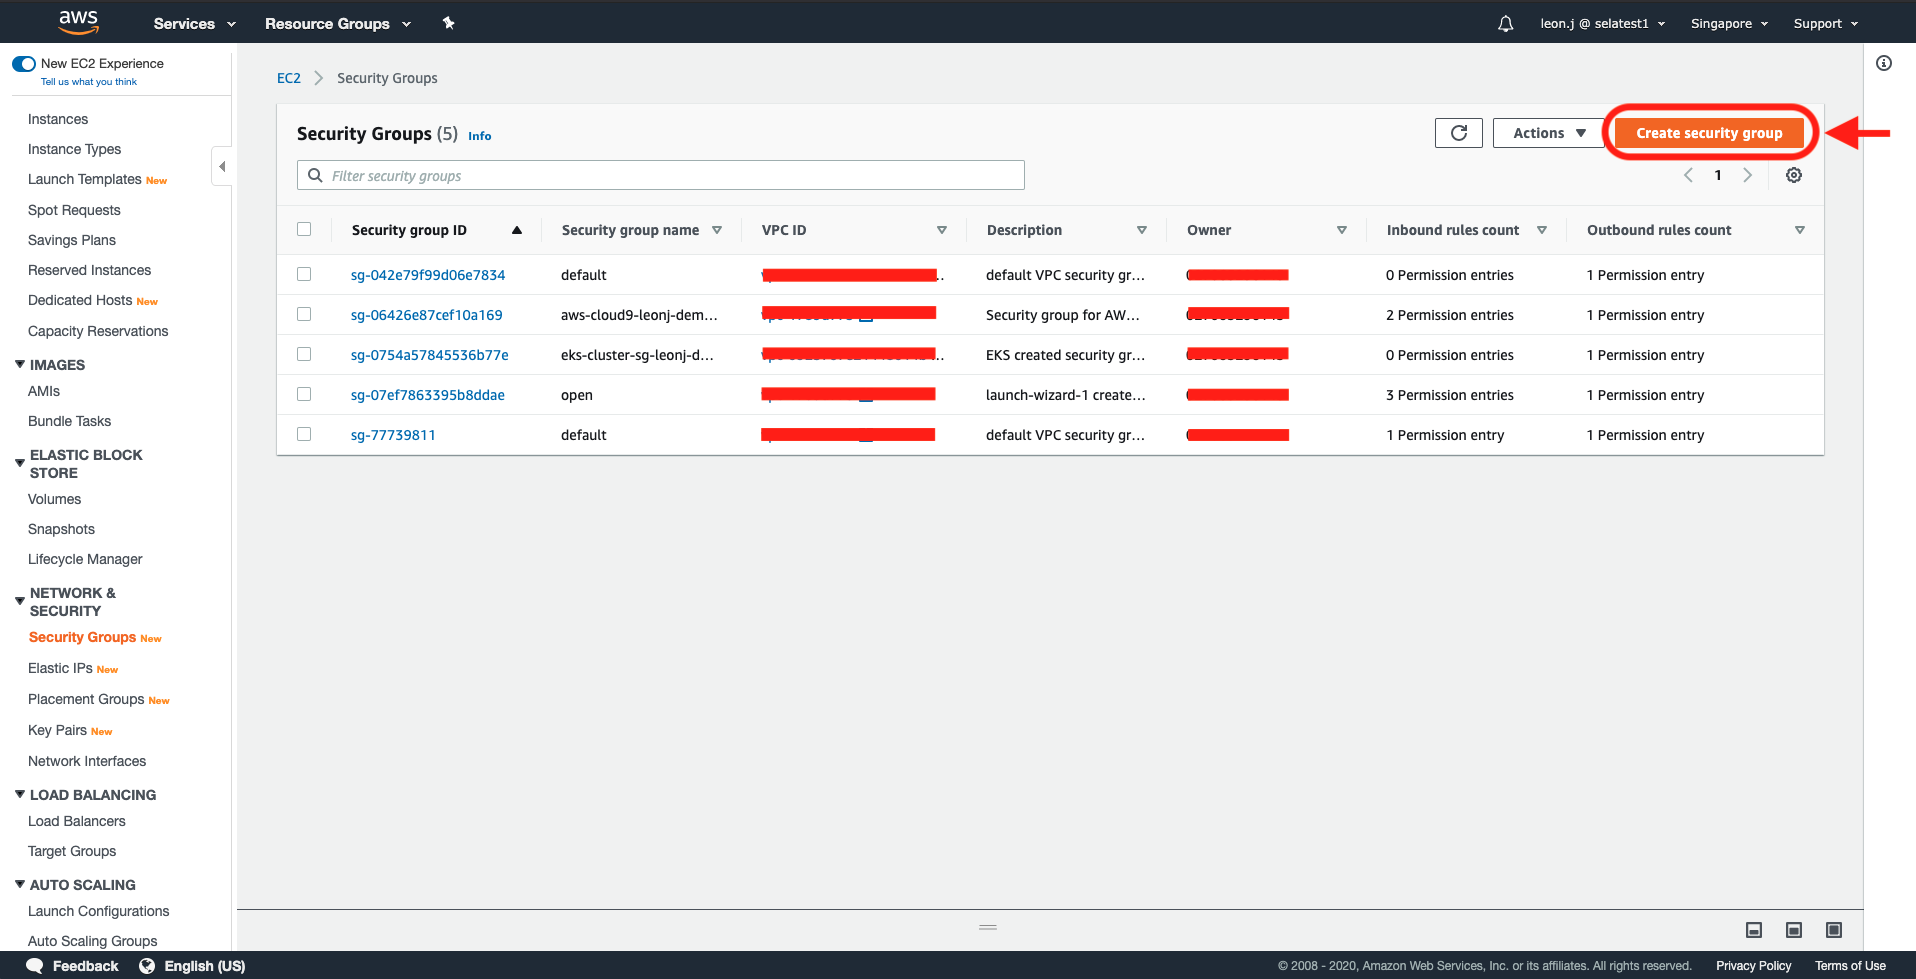 aws Services Resource Groups leon.j @ selatest1 Singapore Support
New EC2 Experience
Tell us what you think
Instances
Instance Types
Launch Templates New
Spot Requests
Savings Plans
Reserved Instances
Dedicated Hosts New
Capacity Reservations
IMAGES
AMIs
Bundle Tasks
ELASTIC BLOCK
STORE
Volumes
Snapshots
Lifecycle Manager
NETWORK &
SECURITY
Security Groups New
Elastic IPs New
Placement Groups New
Key Pairs New
Network Interfaces
LOAD BALANCING
Load Balancers
Target Groups
AUTO SCALING
Launch Configurations
Auto Scaling Groups
EC2 Security Groups
Security Groups (5) Info Actions Create security group
Filter security groups 1
Security group ID Security group name VPC ID Description Owner Inbound rules count Outbound rules count
sg-042e79f99d06e7834 default default VPC security gr... 0 Permission entries 1 Permission entry
sg-06426e87cef10a169 aws-cloud9-leonj-dem... Security group for AW... 2 Permission entries 1 Permission entry
sg-0754a57845536b77e eks-cluster-sg-leonj-d... EKS created security gr... 0 Permission entries 1 Permission entry
sg-07ef7863395b8ddae open launch-wizard-1 create... 3 Permission entries 1 Permission entry
sg-77739811 default default VPC security gr... 1 Permission entry 1 Permission entry
Feedback English (US) © 2008 - 2020, Amazon Web Services, Inc. or its affiliates. All rights reserved. Privacy Policy Terms of Use